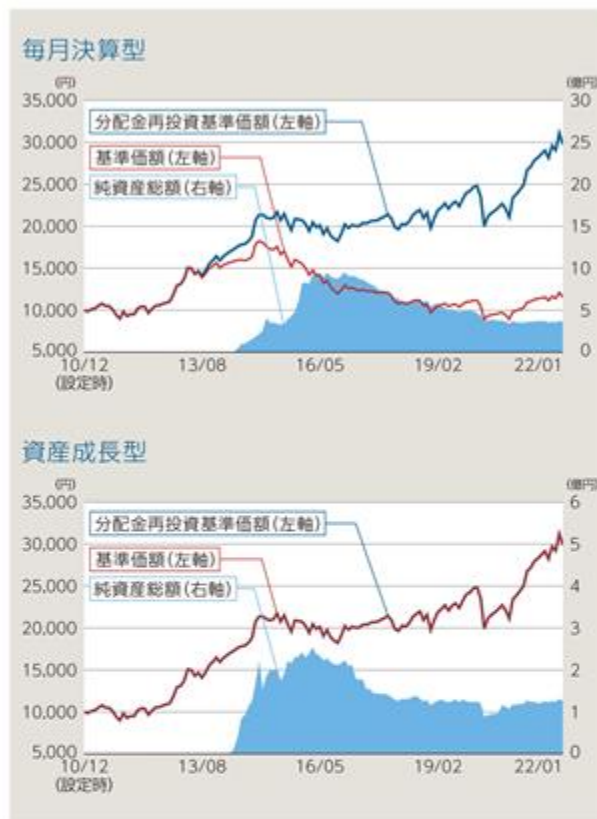 毎月決算型
(円)
(億円)
35,000
30
分配金再投資基準価額(左軸)
30,000
25
基準価額(左軸)
25,000
20
純資産総額(右軸)
20,000
15
15,000
10
10,000
5
5,000
0
10/12
13/08
16/05
19/02
22/01
(設定時)
資産成長型
(円)
(億円)
35,000
6
分配金再投資基準価額(左軸)
30,000
5
基準価額(左軸)
25,000
4
純資産総額(右軸)
20,000
3
15,000
2
10,000
1
5,000
0
10/12
13/08
16/05
19/02
22/01
(設定時)